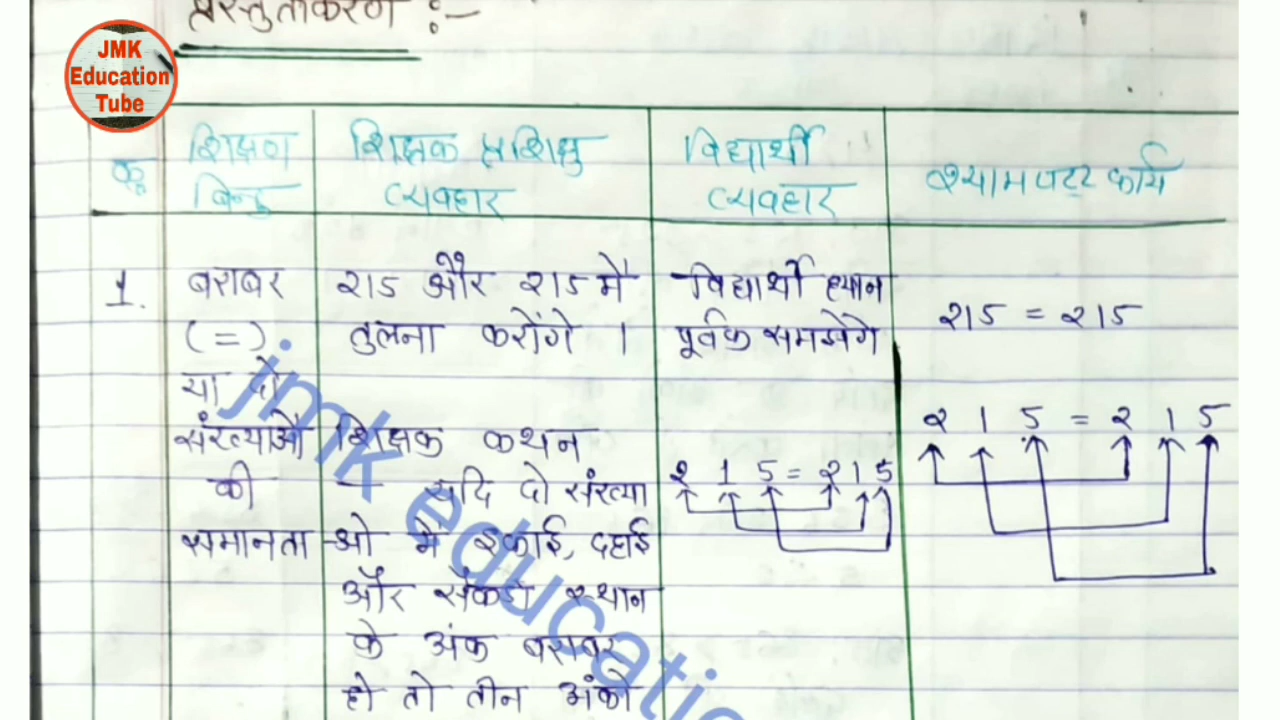 प्रस्तुतीकरण :-
JMK
Education
Tube
क्र
शिक्षण
बिन्दु
शिक्षक प्रशिक्षु
व्यवहार
विद्यार्थी
व्यवहार
श्यामपट्ट कार्य
1.
बराबर
(=)
या दो
संख्याओं
की
समानता
215 और 215 में
तुलना करोंगे ।
शिक्षक कथन
— यदि दो संख्या
-ओ में इकाई, दहाई
और सैकडा स्थान
के अंक बराबर
हो तो तीन अंको
विद्यार्थी ध्यान
पूर्वक समझेंगे
2 1 5 = 2 1 5
215 = 215
2 1 5 = 2 1 5
jmk education